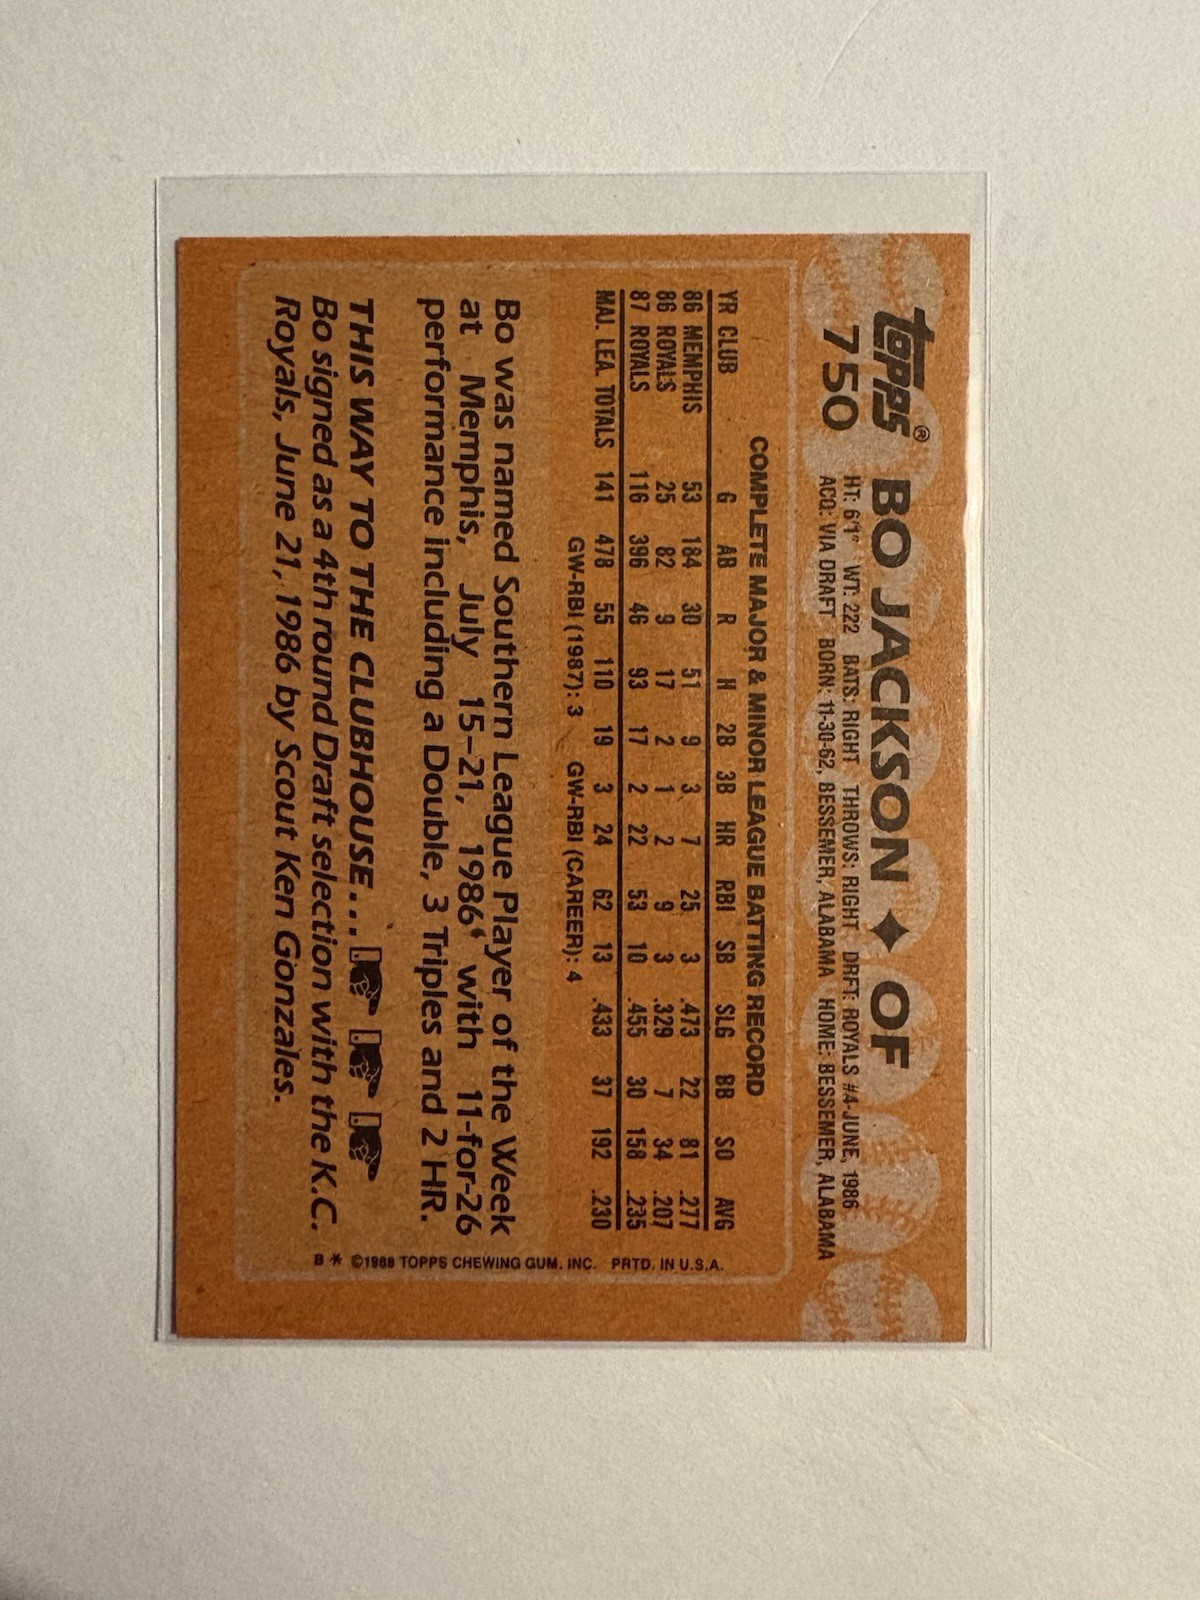 topps® BO JACKSON ✦ OF
750 HT: 6'1" WT: 222 BATS: RIGHT THROWS: RIGHT DRFT: ROYALS #4-JUNE, 1986
ACQ: VIA DRAFT BORN: 11-30-62, BESSEMER, ALABAMA HOME: BESSEMER, ALABAMA
COMPLETE MAJOR & MINOR LEAGUE BATTING RECORD
YR CLUB G AB R H 2B 3B HR RBI SB SLG BB SO AVG
86 MEMPHIS 53 184 30 51 9 3 7 25 3 .473 22 81 .277
86 ROYALS 25 82 9 17 2 1 2 9 3 .329 7 34 .207
87 ROYALS 116 396 46 93 17 2 22 53 10 .455 30 158 .235
MAJ. LEA. TOTALS 141 478 55 110 19 3 24 62 13 .433 37 192 .230
GW-RBI (1987): 3 GW-RBI (CAREER): 4
Bo was named Southern League Player of the Week
at Memphis, July 15–21, 1986 with 11-for-26
performance including a Double, 3 Triples and 2 HR.
THIS WAY TO THE CLUBHOUSE...
Bo signed as a 4th round Draft selection with the K.C.
Royals, June 21, 1986 by Scout Ken Gonzales.
B * ©1988 TOPPS CHEWING GUM, INC. PRTD. IN U.S.A.